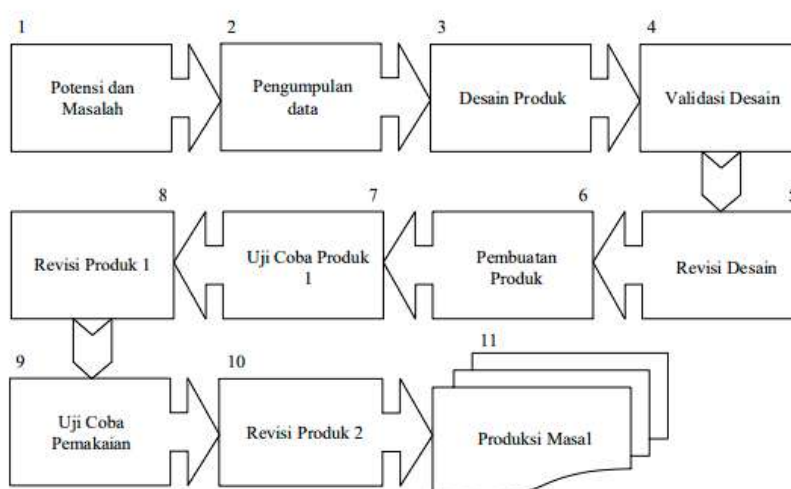 1
2
3
4
Potensi dan
Masalah
Pengumpulan
data
Desain Produk
Validasi Desain
8
7
6
5
Revisi Produk 1
Uji Coba Produk
1
Pembuatan
Produk
Revisi Desain
9
10
11
Uji Coba
Pemakaian
Revisi Produk 2
Produksi Masal